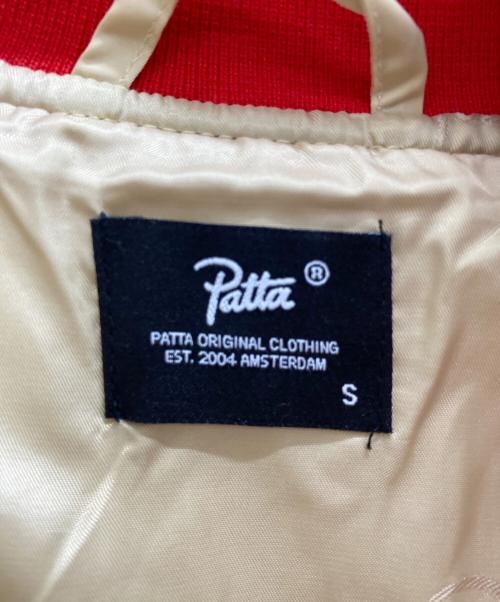 Patta®
PATTA ORIGINAL CLOTHING
EST. 2004 AMSTERDAM
S